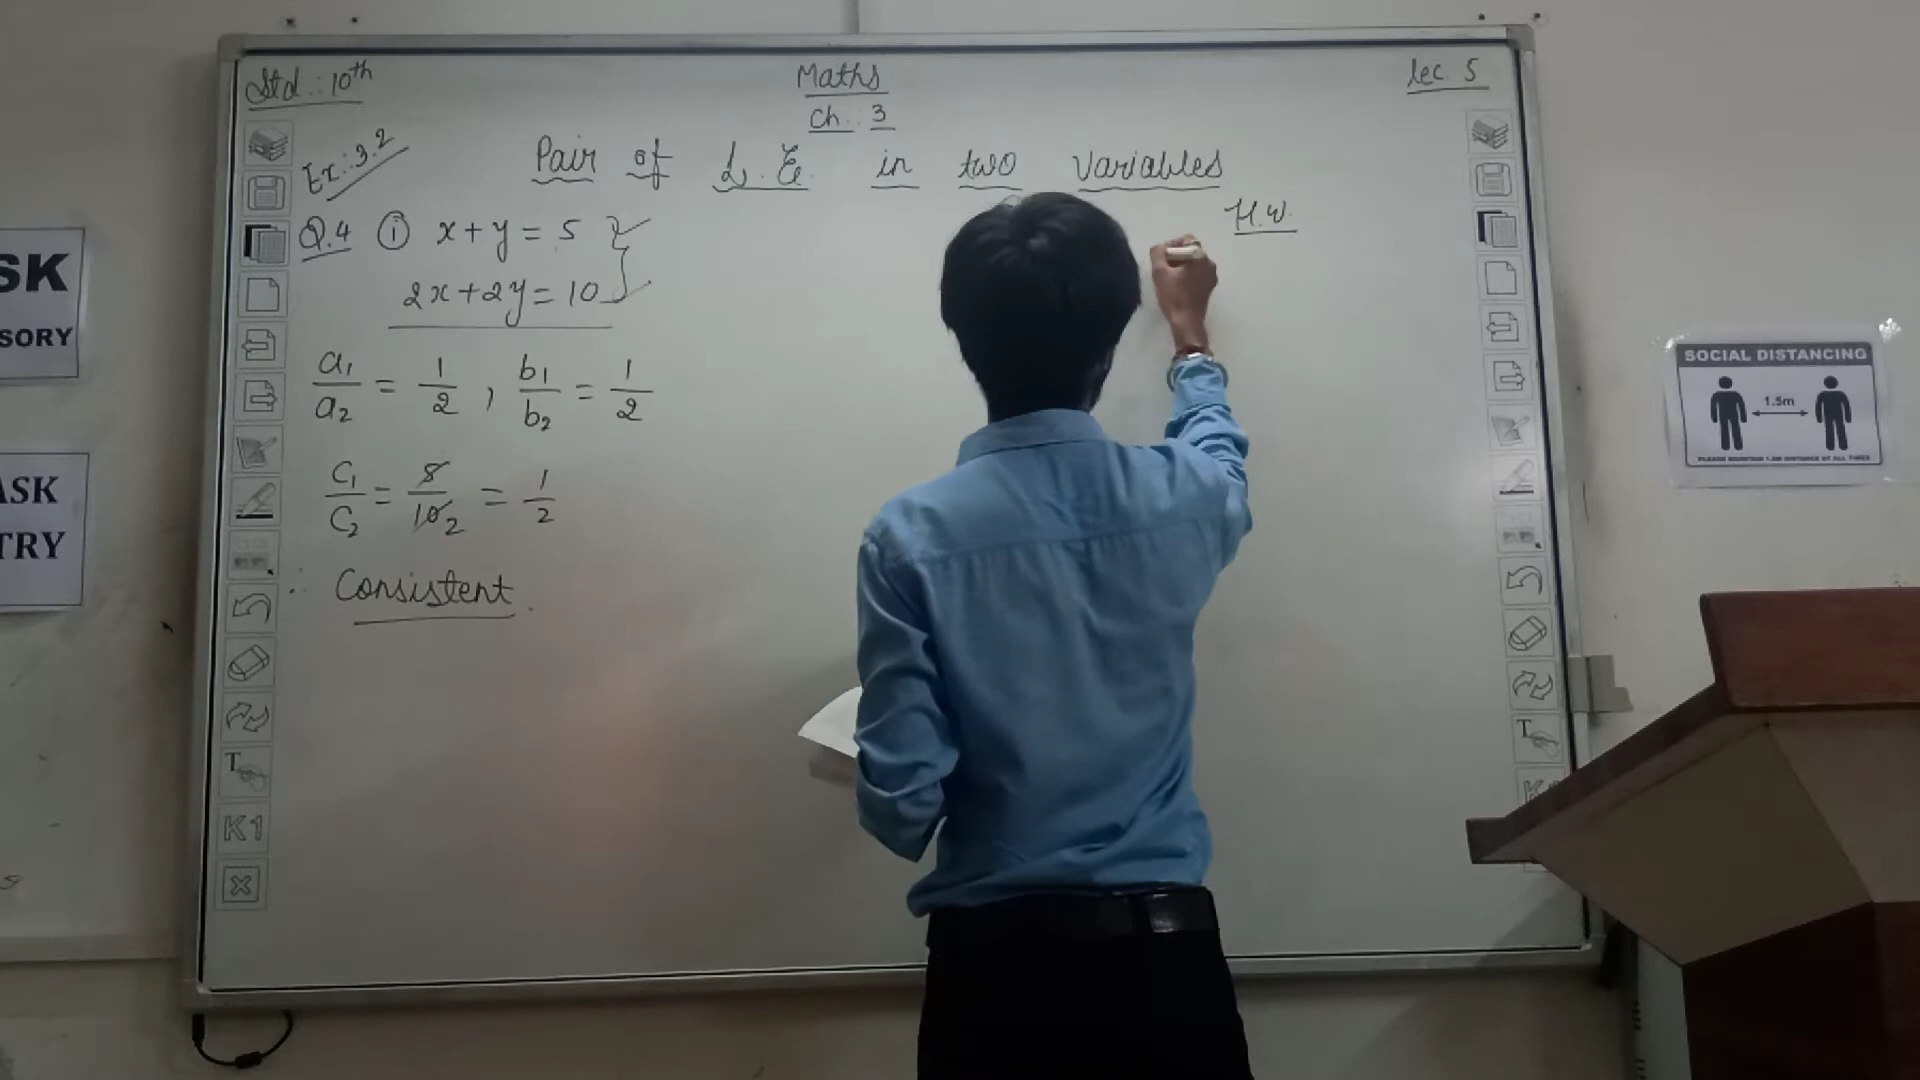 Std.: 10th
Maths
lec. 5
Ch. 3
Ex.: 3.2
Pair of L.E. in two variables
H.W.
Q.4 (i) x + y = 5
2x + 2y = 10
a1/a2 = 1/2 , b1/b2 = 1/2
C1/C2 = 5/10 2 = 1/2
∴ Consistent.
K1
T
T
SK
SORY
ASK
TRY
SOCIAL DISTANCING
1.5m